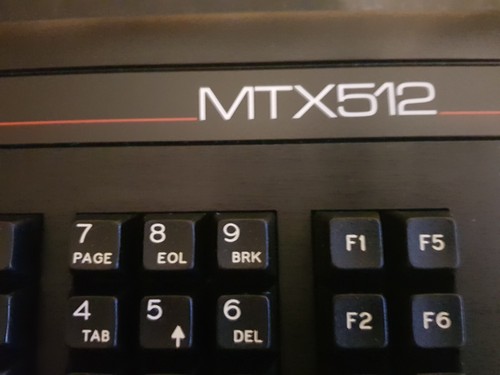 MTX512
7 8 9 F1 F5
PAGE EOL BRK
4 5 6 F2 F6
TAB DEL